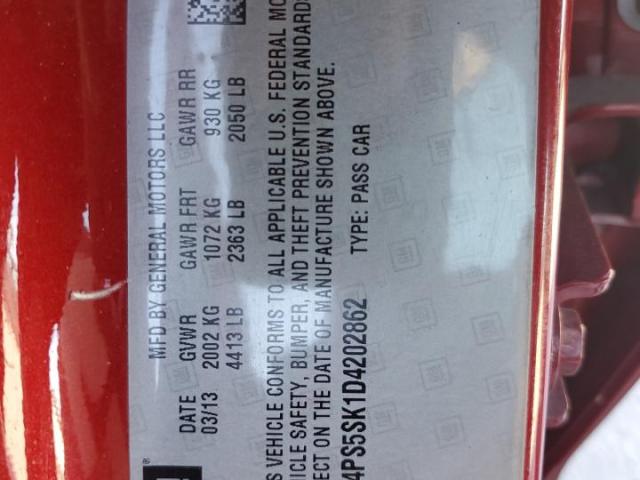 MFD BY GENERAL MOTORS LLC
DATE GVWR GAWR FRT GAWR RR
03/13 2002 KG 1072 KG 930 KG
4413 LB 2363 LB 2050 LB
S VEHICLE CONFORMS TO ALL APPLICABLE U.S. FEDERAL MO
ICLE SAFETY, BUMPER, AND THEFT PREVENTION STANDARDS
ECT ON THE DATE OF MANUFACTURE SHOWN ABOVE.
4PS5SK1D4202862 TYPE: PASS CAR